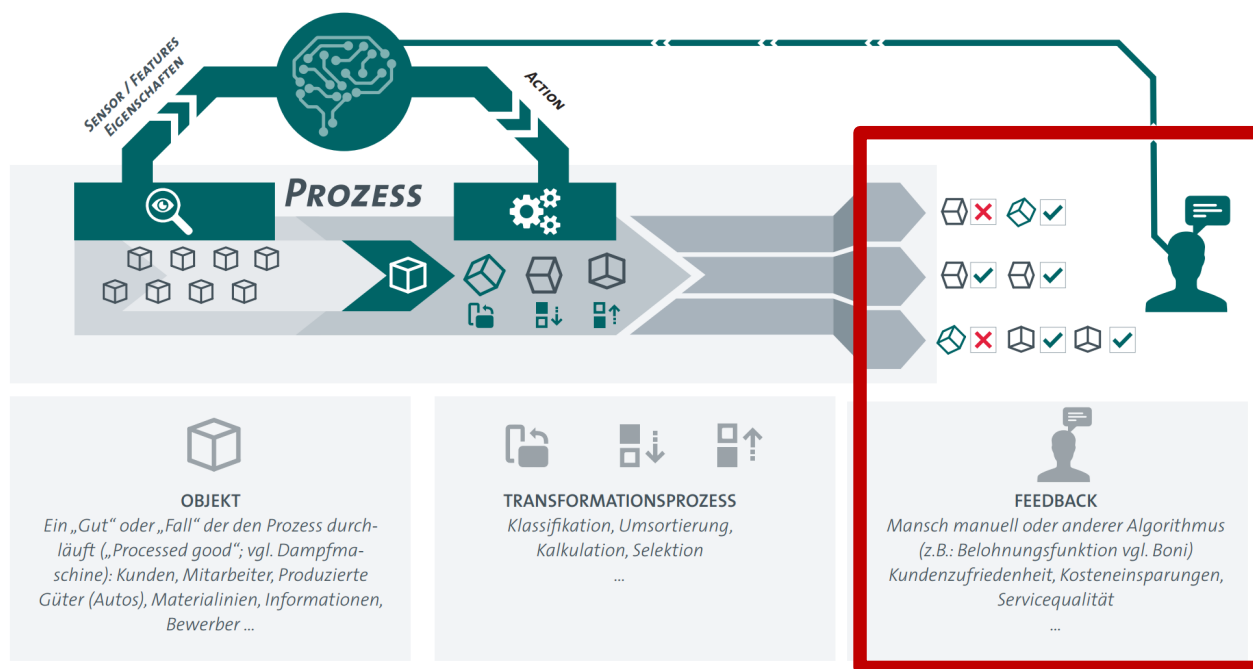 SENSOR / FEATURES
EIGENSCHAFTEN
ACTION
PROZESS
OBJEKT
Ein „Gut“ oder „Fall“ der den Prozess durch-
läuft („Processed good“; vgl. Dampfma-
schine): Kunden, Mitarbeiter, Produzierte
Güter (Autos), Materialinien, Informationen,
Bewerber ...
TRANSFORMATIONSPROZESS
Klassifikation, Umsortierung,
Kalkulation, Selektion
...
FEEDBACK
Mansch manuell oder anderer Algorithmus
(z.B.: Belohnungsfunktion vgl. Boni)
Kundenzufriedenheit, Kosteneinsparungen,
Servicequalität
...